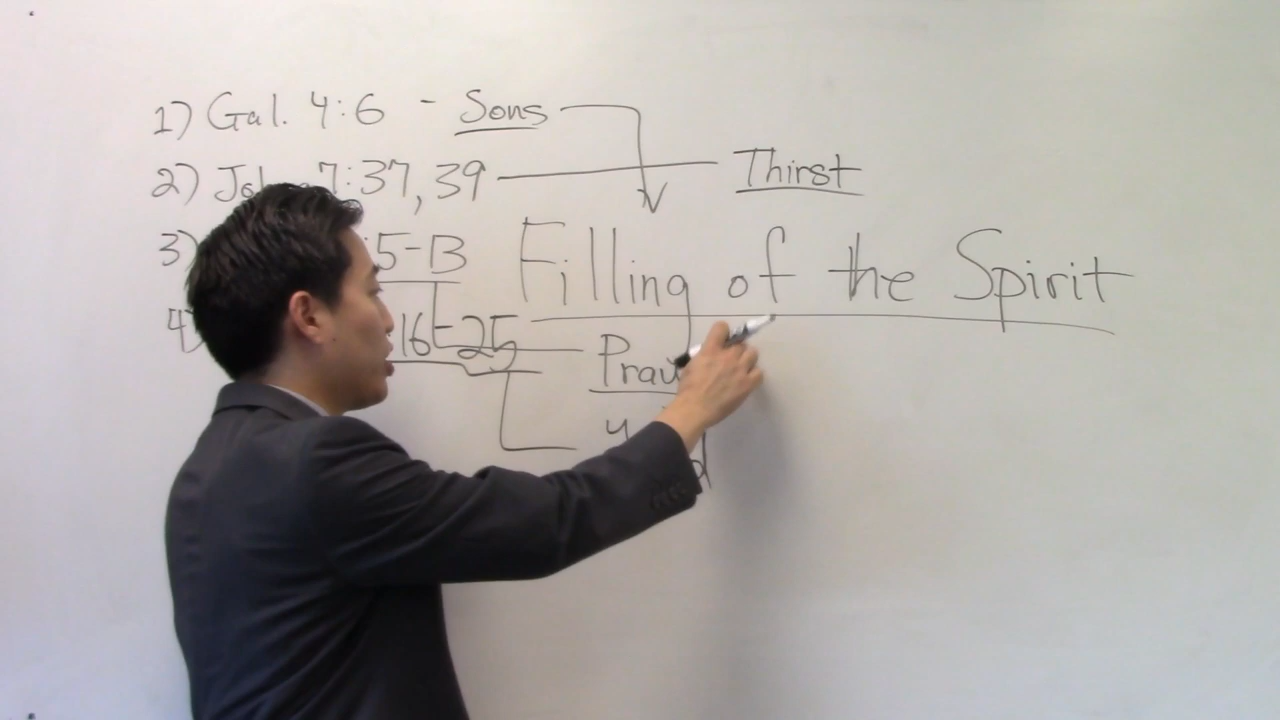 1) Gal. 4:6 - Sons
2) 7:37, 39 Thirst
3) :5-13
Filling of the Spirit
4) 16-25